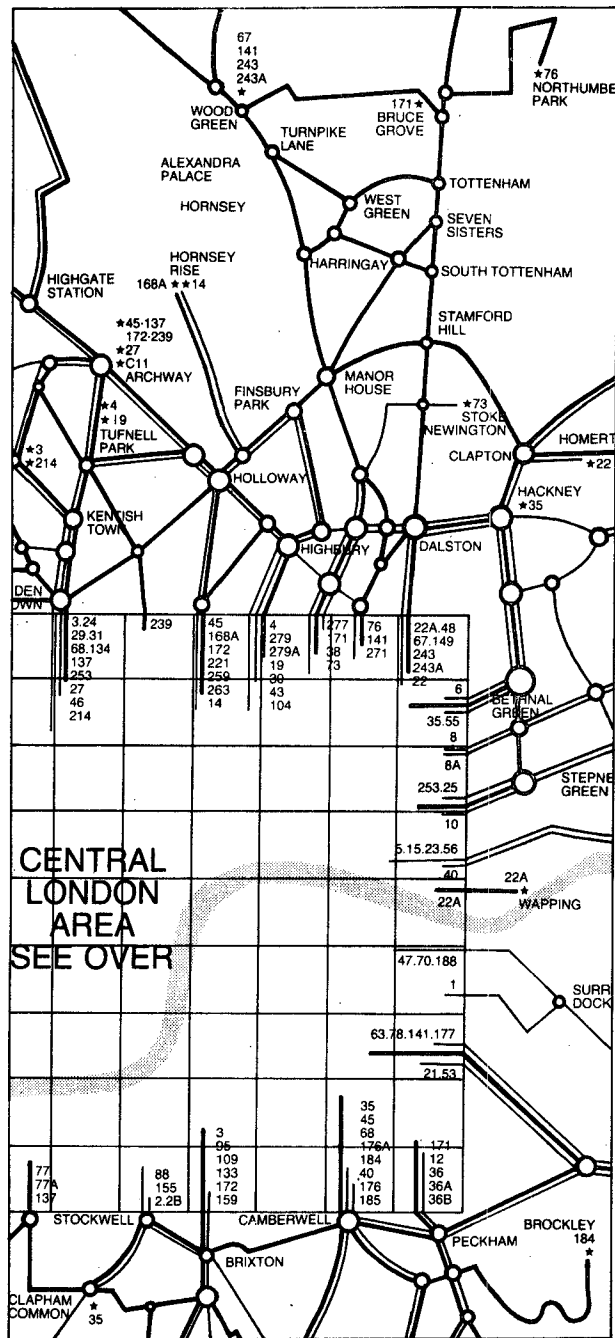 67
141
243
243A
★
WOOD
GREEN
★76
NORTHUMBE
PARK
171★
BRUCE
GROVE
TURNPIKE
LANE
ALEXANDRA
PALACE
HORNSEY
WEST
GREEN
TOTTENHAM
SEVEN
SISTERS
HARRINGAY
SOUTH TOTTENHAM
HORNSEY
RISE
168A ★★14
HIGHGATE
STATION
STAMFORD
HILL
★45·137
172·239
★27
★C11
ARCHWAY
MANOR
HOUSE
FINSBURY
PARK
★4
★19
TUFNELL
PARK
★73
STOKE
NEWINGTON
CLAPTON
HOMERT
★22
★3
★214
HOLLOWAY
HACKNEY
★35
KENTISH
TOWN
HIGHBURY
DALSTON
DEN
OWN
3.24
29.31
68.134
137
253
27
46
214
239
45
168A
172
221
259
263
14
4
279
279A
19
30
43
104
277
171
38
73
76
141
271
22A.48
67.149
243
243A
22
6
BETHNAL
GREEN
35.55
8
8A
253.25
STEPNE
GREEN
10
5.15.23.56
40
22A
★
22A
WAPPING
CENTRAL
LONDON
AREA
SEE OVER
47.70.188
1
SURR
DOCK
63.78.141.177
21.53
77
77A
137
88
155
2.2B
3
95
109
133
172
159
35
45
68
176A
184
40
176
185
171
12
36
36A
36B
STOCKWELL
CAMBERWELL
BRIXTON
PECKHAM
BROCKLEY
184
★
CLAPHAM
COMMON
★
35